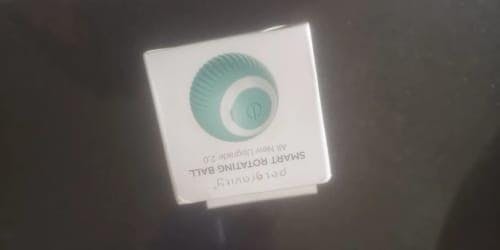 petgravity®
SMART ROTATING BALL
All New Upgrade 2.0